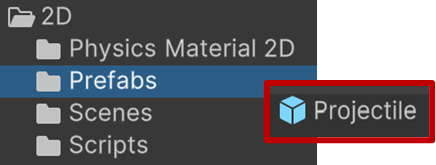 2D
Physics Material 2D
Prefabs
Scenes
Projectile
Scripts